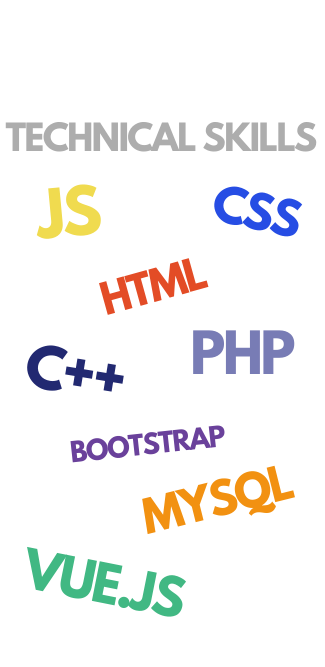 TECHNICAL SKILLS
JS
CSS
HTML
PHP
C++
BOOTSTRAP
MYSQL
VUE.JS